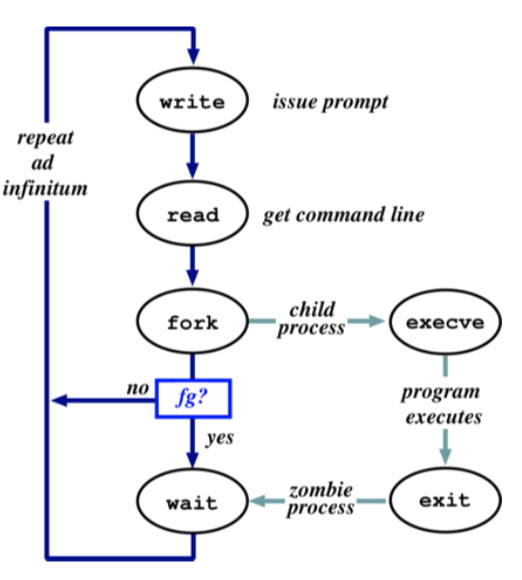 write
issue prompt
repeat
ad
infinitum
read
get command line
fork
child
process
execve
no
fg?
yes
program
executes
wait
zombie
process
exit